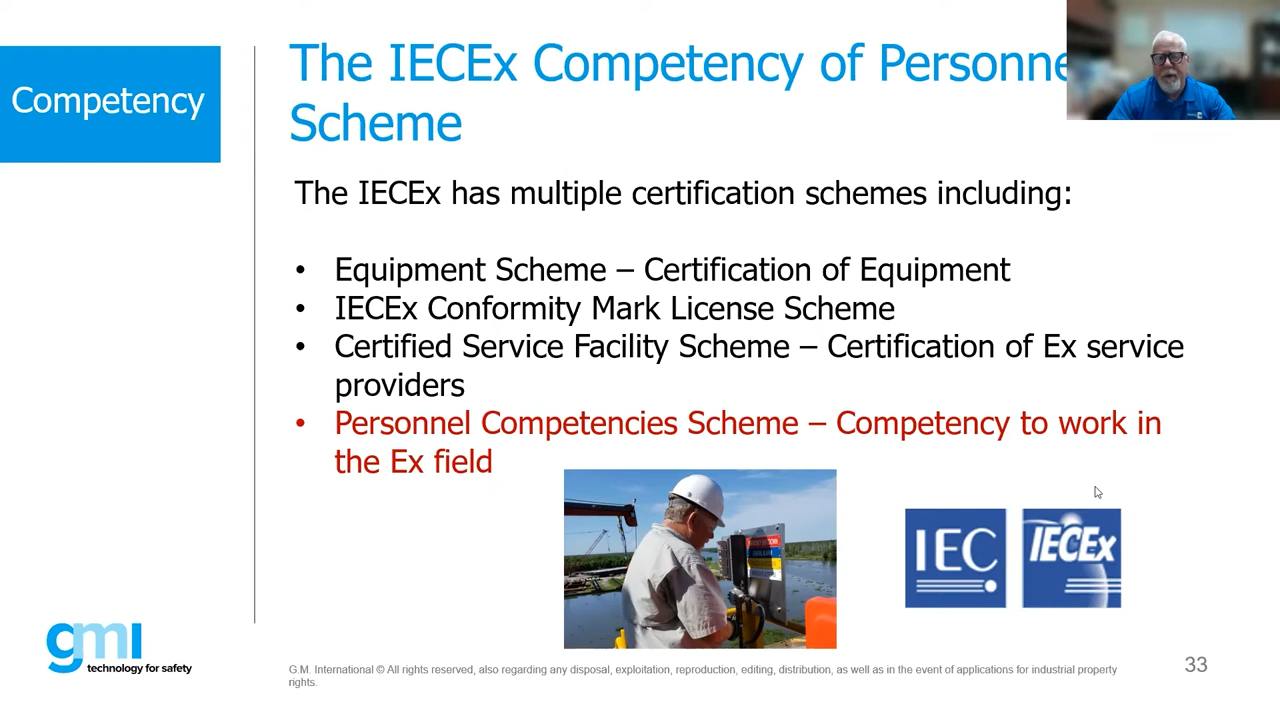 Competency
The IECEx Competency of Personne
Scheme
The IECEx has multiple certification schemes including:
• Equipment Scheme – Certification of Equipment
• IECEx Conformity Mark License Scheme
• Certified Service Facility Scheme – Certification of Ex service
providers
• Personnel Competencies Scheme – Competency to work in
the Ex field
IEC
IECEx
gmi
technology for safety
G.M. International © All rights reserved, also regarding any disposal, exploitation, reproduction, editing, distribution, as well as in the event of applications for industrial property
rights.
33